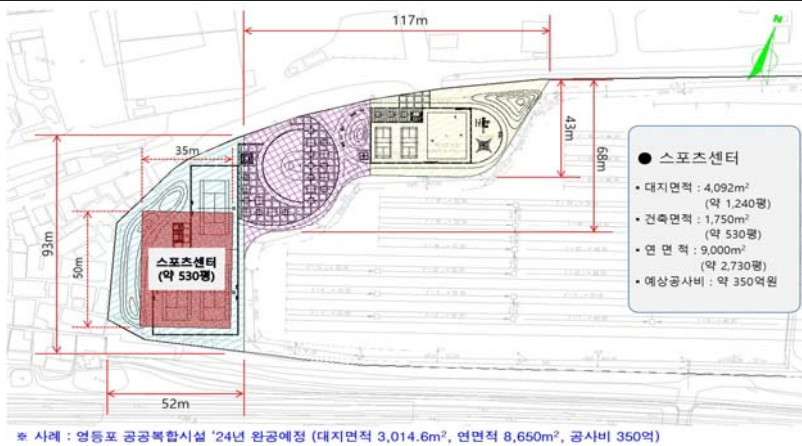 117m
N
35m
43m
68m
93m
50m
스포츠센터
(약 530평)
52m
● 스포츠센터
• 대지면적 : 4,092m²
(약 1,240평)
• 건축면적 : 1,750m²
(약 530평)
• 연 면 적 : 9,000m²
(약 2,730평)
• 예상공사비 : 약 350억원
※ 사례 : 영등포 공공복합시설 '24년 완공예정 (대지면적 3,014.6m², 연면적 8,650m², 공사비 350억)